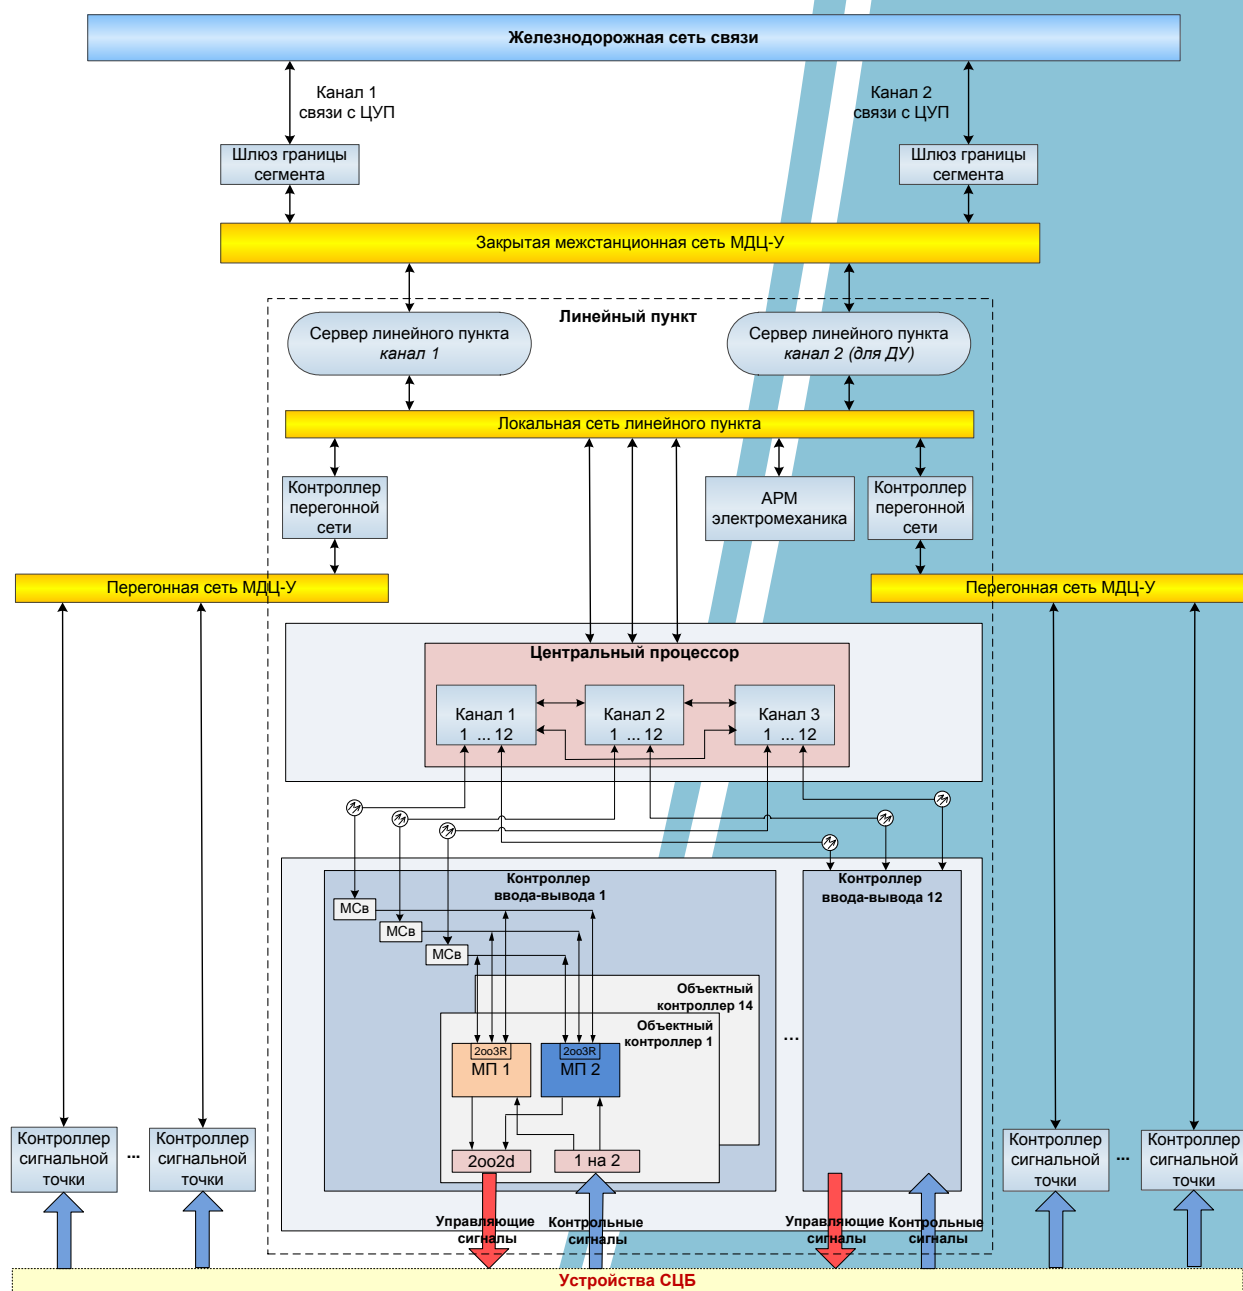 Железнодорожная сеть связи
Канал 1
связи с ЦУП
Канал 2
связи с ЦУП
Шлюз границы
сегмента
Шлюз границы
сегмента
Закрытая межстанционная сеть МДЦ-У
Линейный пункт
Сервер линейного пункта
канал 1
Сервер линейного пункта
канал 2 (для ДУ)
Локальная сеть линейного пункта
Контроллер
перегонной
сети
АРМ
электромеханика
Контроллер
перегонной
сети
Перегонная сеть МДЦ-У
Перегонная сеть МДЦ-У
Центральный процессор
Канал 1
1 ... 12
Канал 2
1 ... 12
Канал 3
1 ... 12
Контроллер
ввода-вывода 1
Контроллер
ввода-вывода 12
МСв
МСв
МСв
Объектный
контроллер 14
Объектный
контроллер 1
...
2oo3R
МП 1
2oo3R
МП 2
2oo2d
1 на 2
Контроллер
сигнальной
точки
...
Контроллер
сигнальной
точки
Контроллер
сигнальной
точки
...
Контроллер
сигнальной
точки
Управляющие
сигналы
Контрольные
сигналы
Управляющие
сигналы
Контрольные
сигналы
Устройства СЦБ